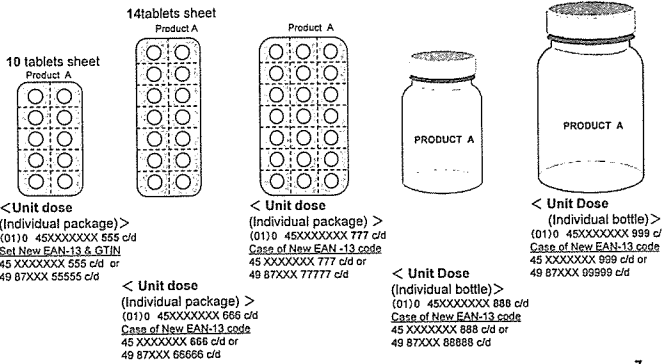 10 tablets sheet
Product A
<Unit dose
(Individual package)>
(01)0 45XXXXXXX 555 c/d
Set New EAN-13 & GTIN
45 XXXXXXX 555 c/d or
49 87XXX 55555 c/d
14tablets sheet
Product A
< Unit dose
(Individual package) >
(01)0 45XXXXXXX 666 c/d
Case of New EAN-13 code
45 XXXXXXX 666 c/d or
49 87XXX 66666 c/d
Product A
< Unit dose
(Individual package) >
(01)0 45XXXXXXX 777 c/d
Case of New EAN -13 code
45 XXXXXXX 777 c/d or
49 87XXX 77777 c/d
PRODUCT A
< Unit Dose
(Individual bottle)>
(01)0 45XXXXXXX 888 c/d
Case of New EAN-13 code
45 XXXXXXX 888 c/d or
49 87XXX 88888 c/d
PRODUCT A
< Unit Dose
(Individual bottle)>
(01)0 45XXXXXXX 999 c/
Case of New EAN-13 code
45 XXXXXXX 999 c/d or
49 87XXX 99999 c/d